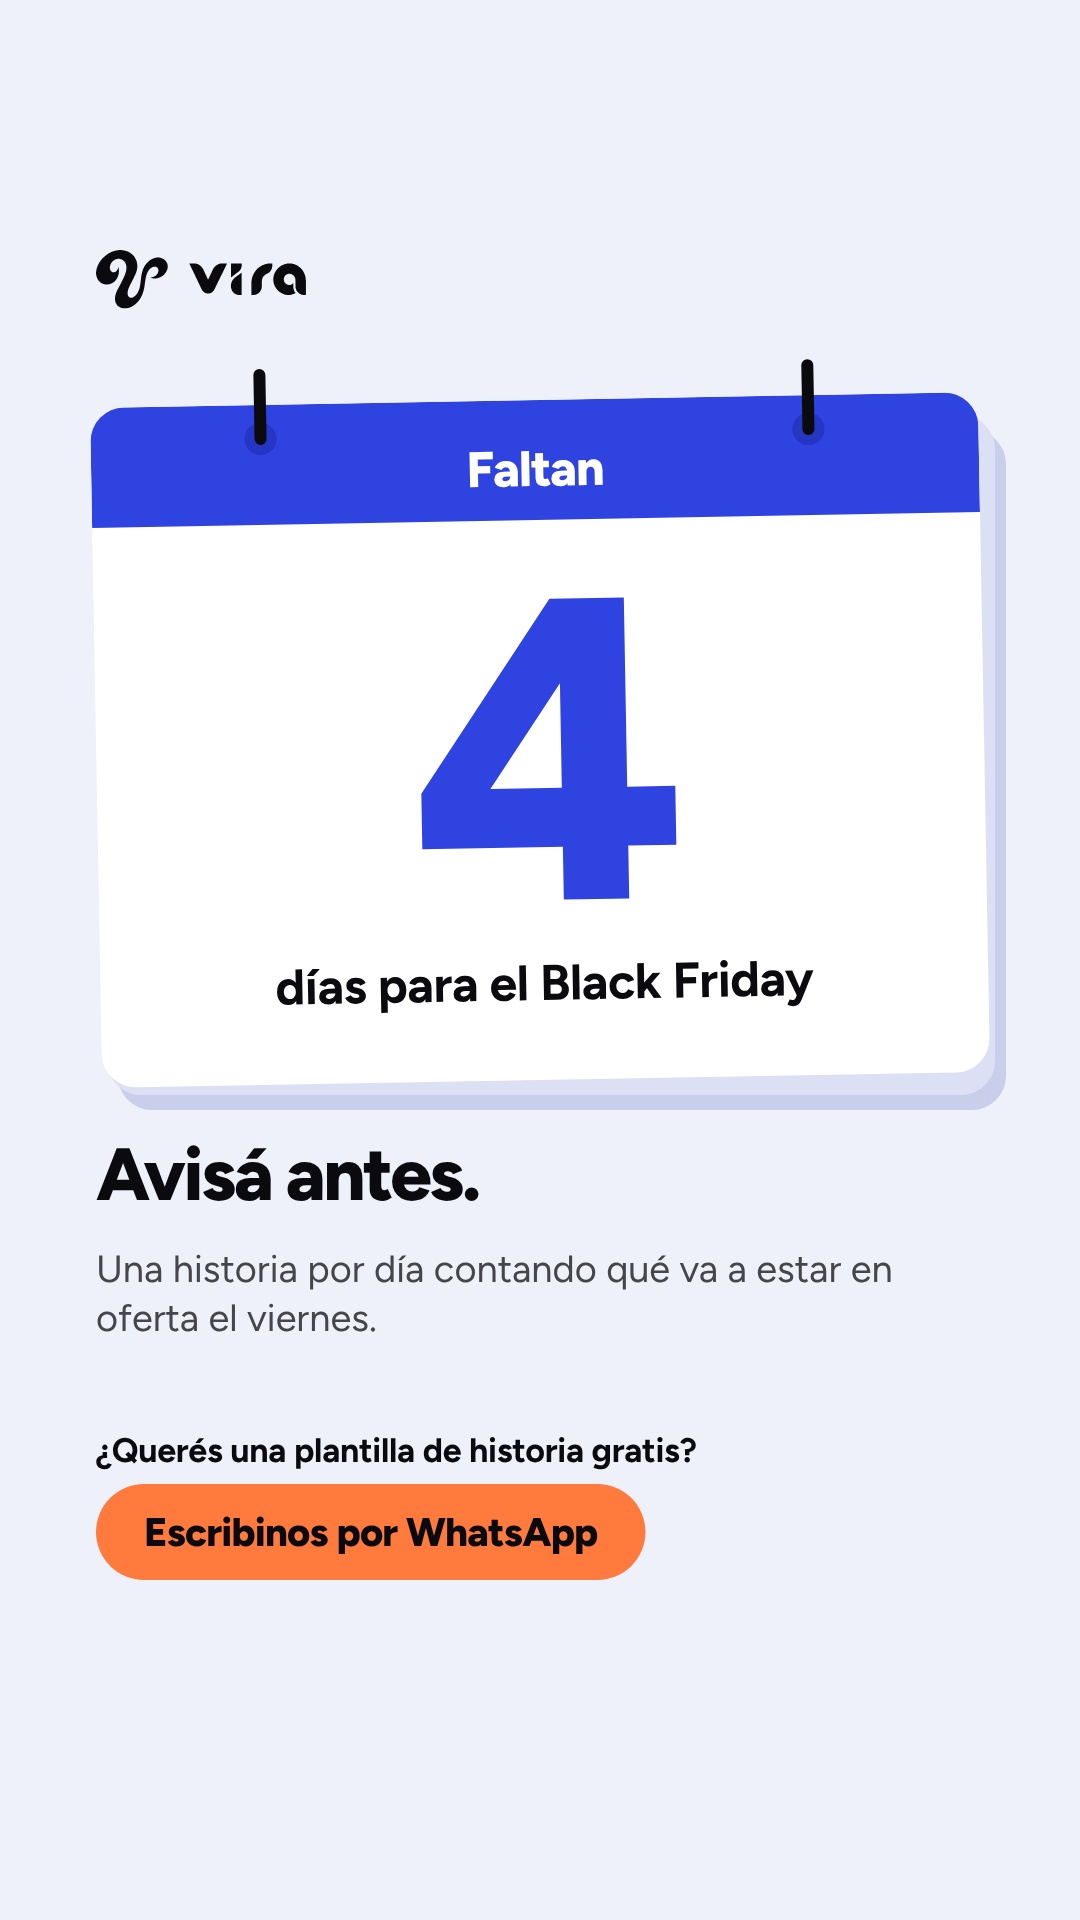 vira
Faltan
4
días para el Black Friday
Avisá antes.
Una historia por día contando qué va a estar en
oferta el viernes.
¿Querés una plantilla de historia gratis?
Escribinos por WhatsApp